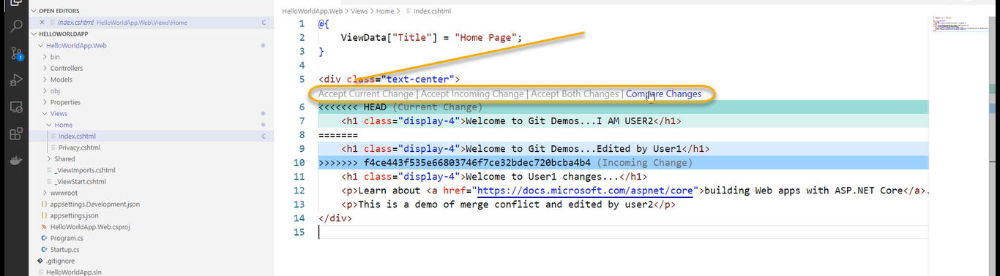 OPEN EDITORS
Index.cshtml HelloWorldApp.Web\Views\Home C
HELLOWORLDAPP
HelloWorldApp.Web
bin
Controllers
Models
obj
Properties
Views
Home
Index.cshtml C
Privacy.cshtml
Shared
_ViewImports.cshtml
_ViewStart.cshtml
wwwroot
{} appsettings.Development.json
{} appsettings.json
HelloWorldApp.Web.csproj
Program.cs
Startup.cs
.gitignore
HelloWorldApp.sln
1
HelloWorldApp.Web > Views > Home > Index.cshtml
1 @{
2     ViewData["Title"] = "Home Page";
3 }
4
5 <div class="text-center">
Accept Current Change | Accept Incoming Change | Accept Both Changes | Compare Changes
6 <<<<<<< HEAD (Current Change)
7     <h1 class="display-4">Welcome to Git Demos...I AM USER2</h1>
8 =======
9     <h1 class="display-4">Welcome to Git Demos...Edited by User1</h1>
10 >>>>>>> f4ce443f535e66803746f7ce32bdec720bcba4b4 (Incoming Change)
11     <h1 class="display-4">Welcome to User1 changes...</h1>
12     <p>Learn about <a href="https://docs.microsoft.com/aspnet/core">building Web apps with ASP.NET Core</a>.
13     <p>This is a demo of merge conflict and edited by user2</p>
14 </div>
15